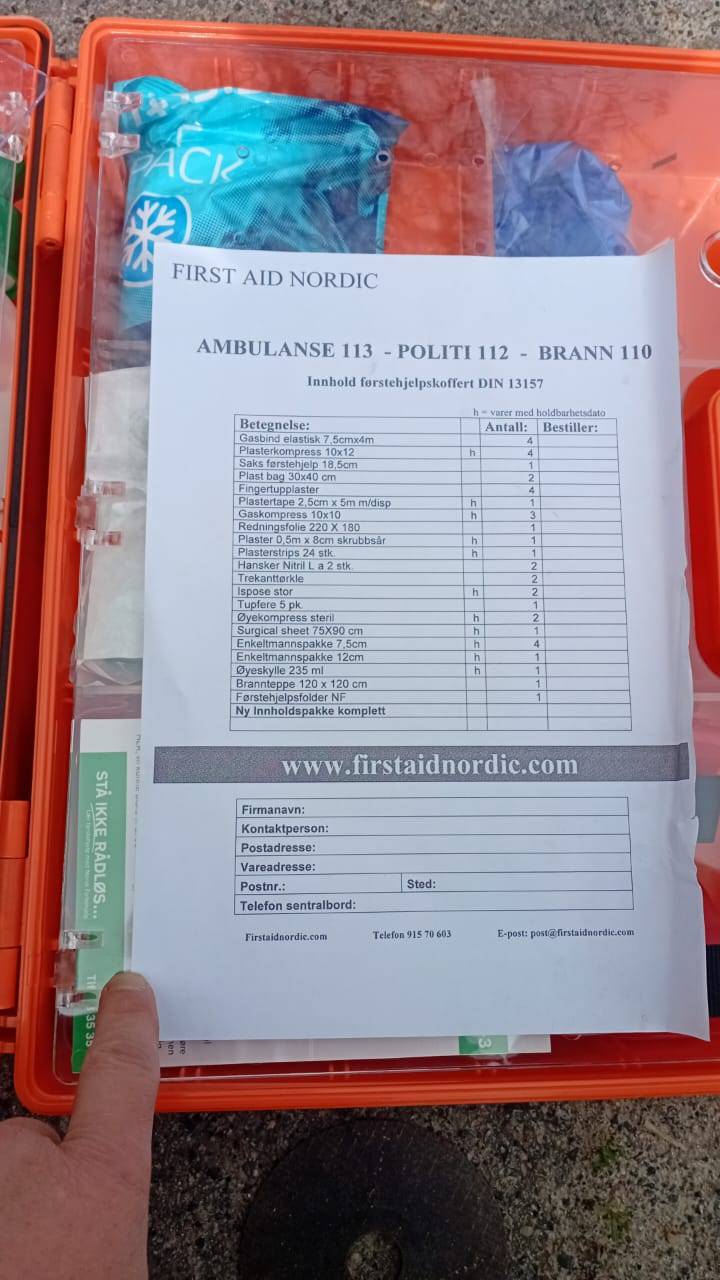 PACK
FIRST AID NORDIC
AMBULANSE 113 - POLITI 112 - BRANN 110
Innhold førstehjelpskoffert DIN 13157
h = varer med holdbarhetsdato
Betegnelse: Antall: Bestiller:
Gasbind elastisk 7,5cmx4m 4
Plasterkompress 10x12 h 4
Saks førstehjelp 18,5cm 1
Plast bag 30x40 cm 2
Fingertupplaster 4
Plastertape 2,5cm x 5m m/disp h 1
Gaskompress 10x10 h 3
Redningsfolie 220 X 180 1
Plaster 0,5m x 8cm skrubbsår h 1
Plasterstrips 24 stk. h 1
Hansker Nitril L a 2 stk. 2
Trekanttørkle 2
Ispose stor h 2
Tupfere 5 pk. 1
Øyekompress steril h 2
Surgical sheet 75X90 cm h 1
Enkeltmannspakke 7,5cm h 4
Enkeltmannspakke 12cm h 1
Øyeskylle 235 ml h 1
Brannteppe 120 x 120 cm 1
Førstehjelpsfolder NF 1
Ny Innholdspakke komplett
www.firstaidnordic.com
Firmanavn:
Kontaktperson:
Postadresse:
Vareadresse:
Postnr.: Sted:
Telefon sentralbord:
Firstaidnordic.com Telefon 915 70 603 E-post: post@firstaidnordic.com
STÅ IKKE RÅDLØS...
35 35